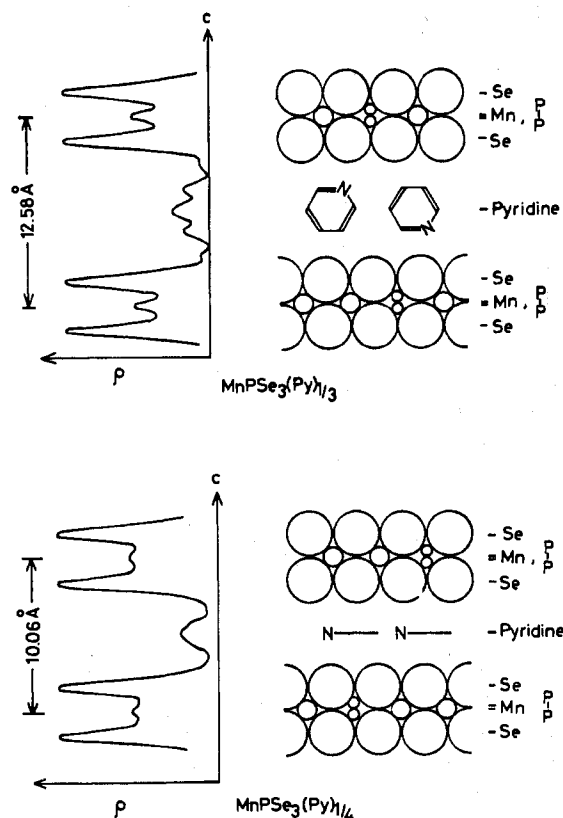 c
- Se
= Mn, P-P
- Se
N
- Pyridine
N
12.58 Å
- Se
= Mn, P-P
- Se
ρ
MnPSe3(Py)1/3
c
- Se
= Mn, P-P
- Se
10.06 Å
N N - Pyridine
- Se
= Mn P-P
- Se
ρ
MnPSe3(Py)1/4